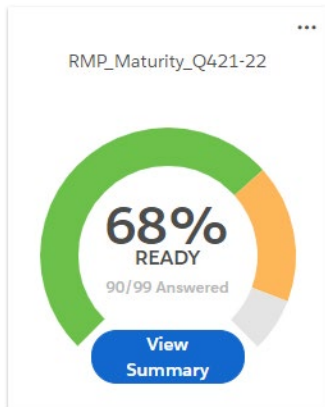 RMP_Maturity_Q421-22
68%
READY
90/99 Answered
View
Summary